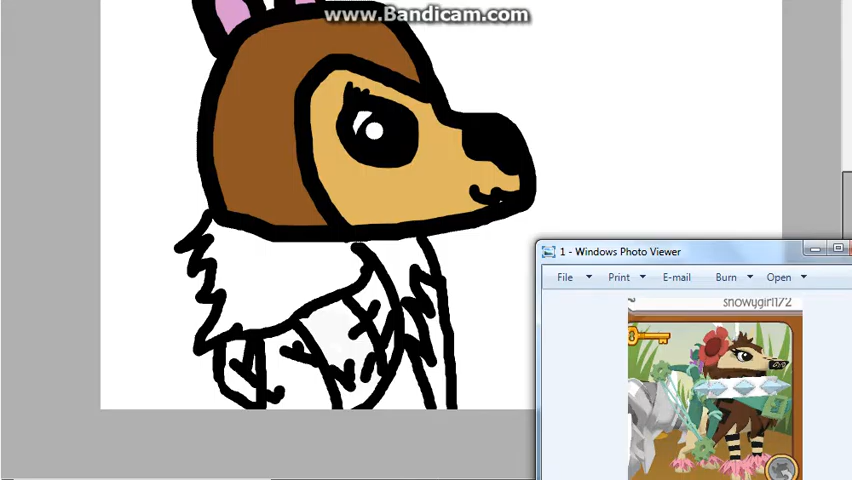 www.Bandicam.com
1 - Windows Photo Viewer
File Print E-mail Burn Open
snowygirl172